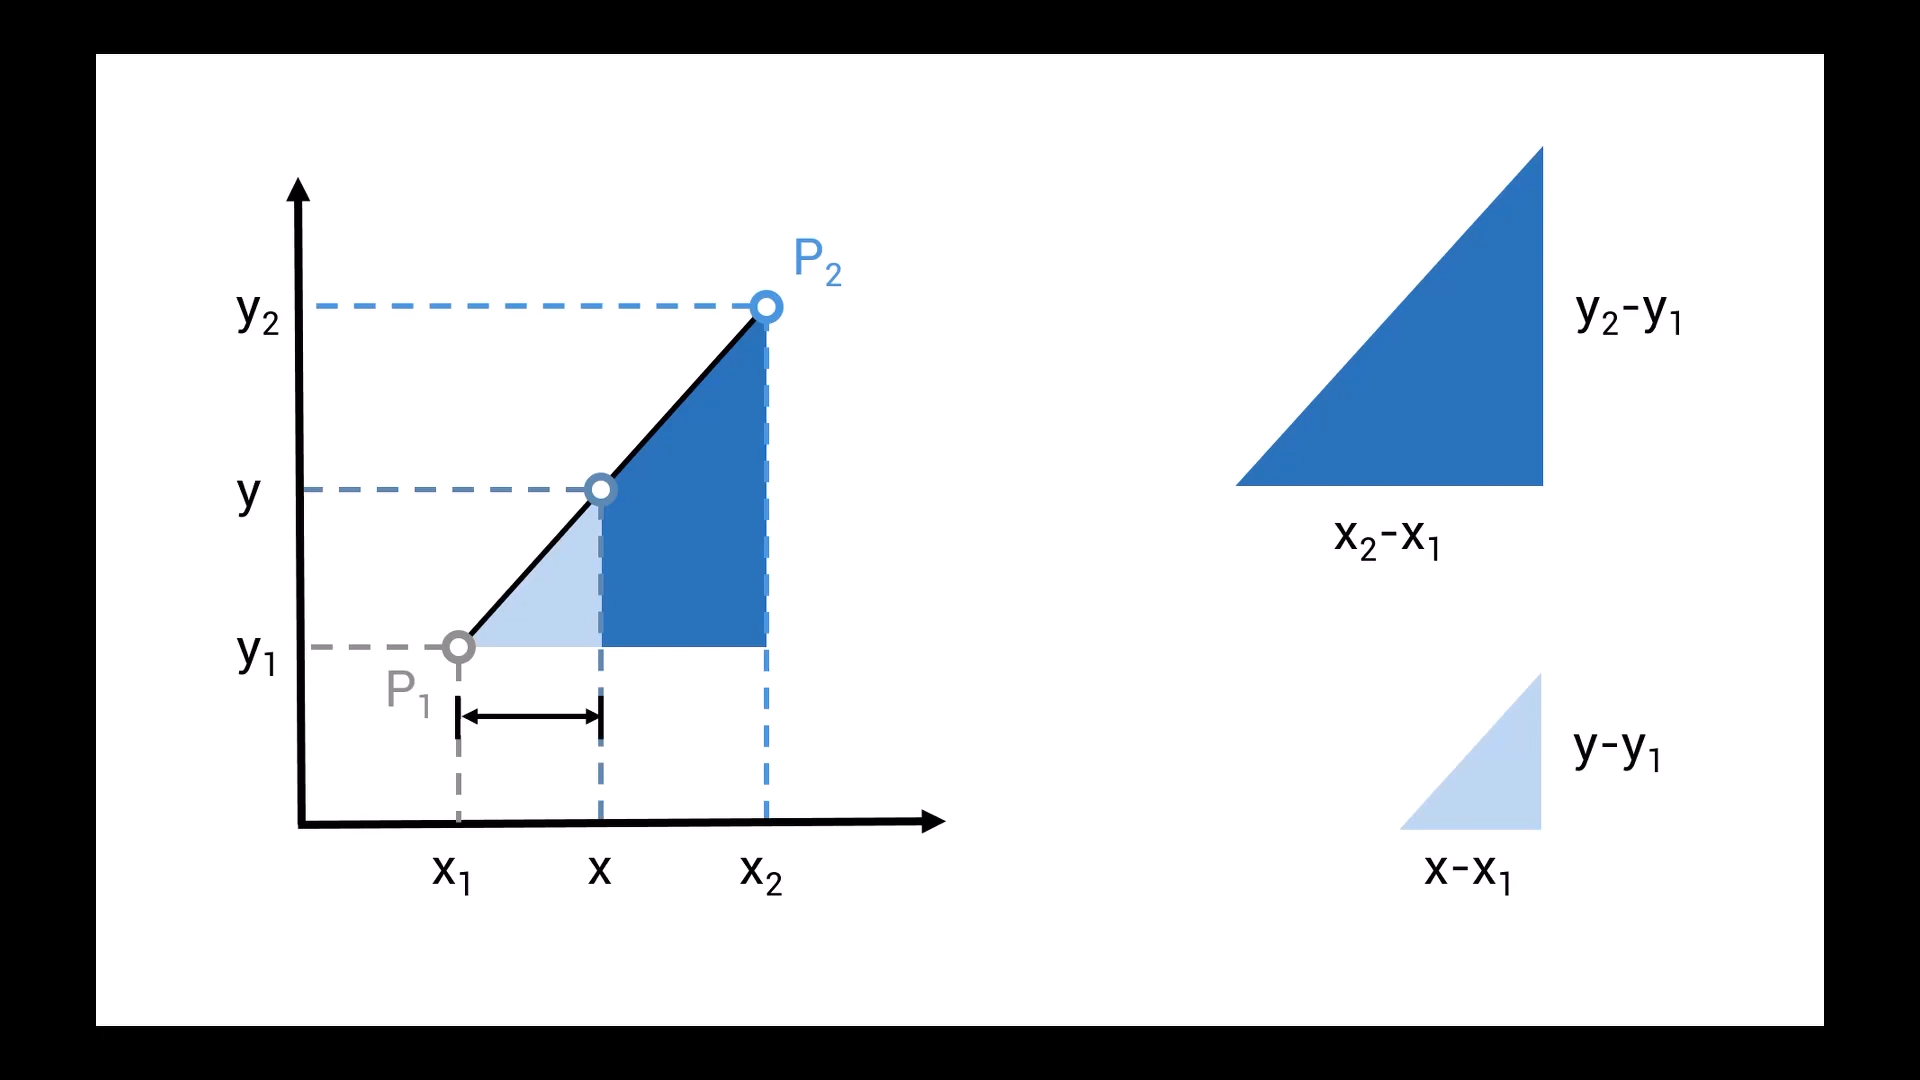 P₂
y₂
y
y₁
P₁
x₁ x x₂
y₂-y₁
x₂-x₁
y-y₁
x-x₁